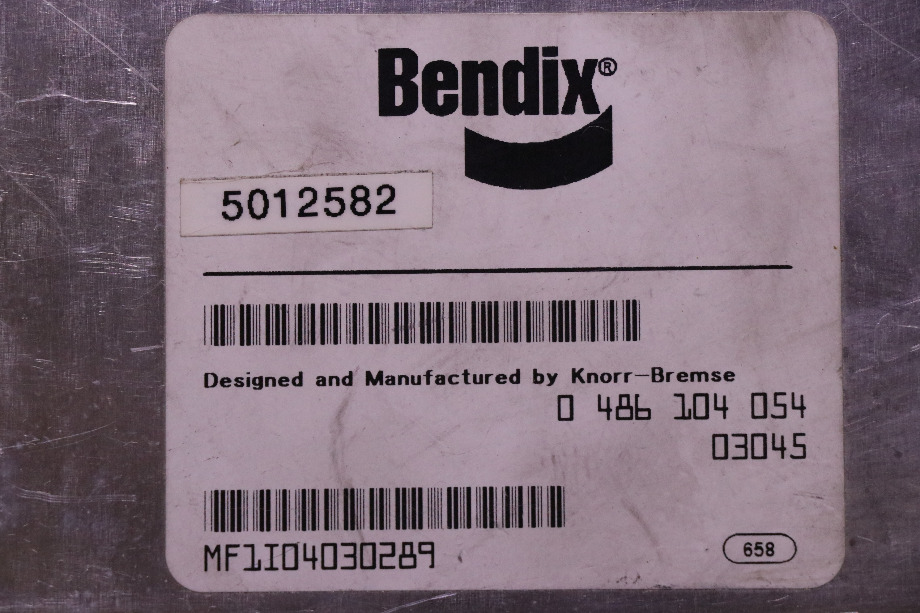 Bendix®
5012582
Designed and Manufactured by Knorr-Bremse
0 486 104 054
03045
MF1I04030289
658